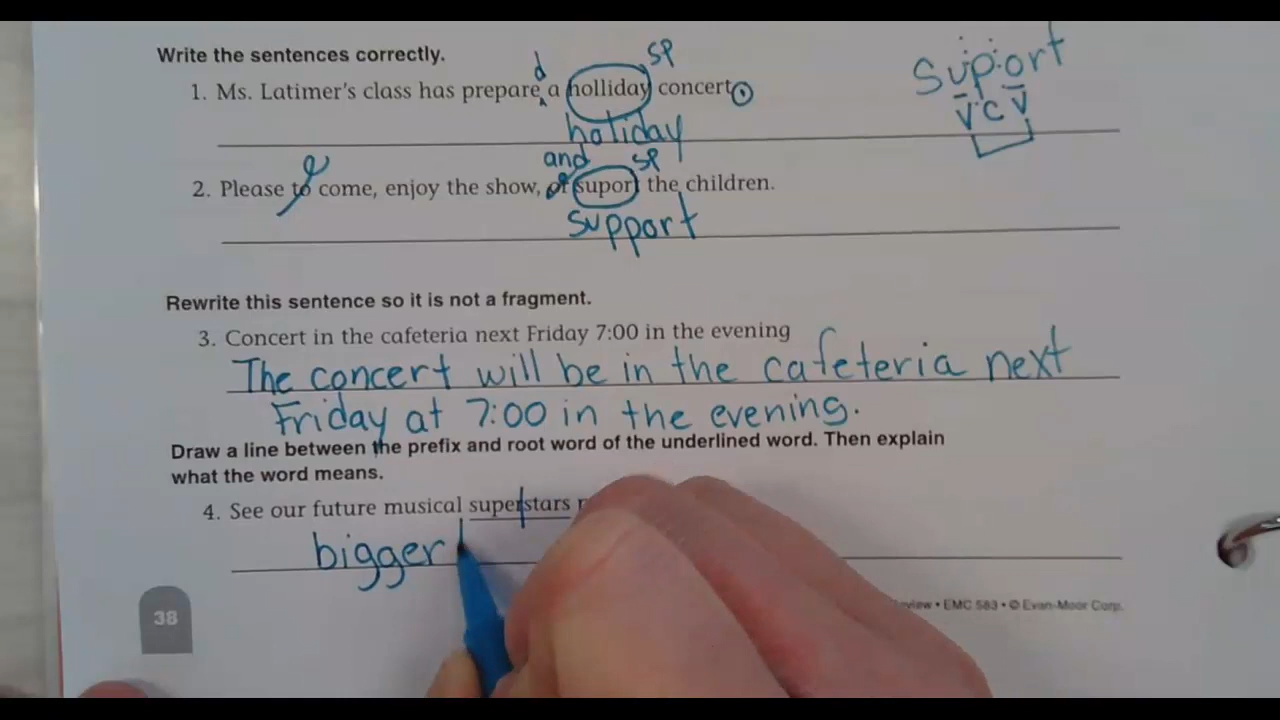 Write the sentences correctly.
d sp
1. Ms. Latimer's class has prepare a holliday concert
holiday
and sp
2. Please to come, enjoy the show, or suport the children.
support
Support
V C V
Rewrite this sentence so it is not a fragment.
3. Concert in the cafeteria next Friday 7:00 in the evening
The concert will be in the cafeteria next
Friday at 7:00 in the evening.
Draw a line between the prefix and root word of the underlined word. Then explain
what the word means.
4. See our future musical superstars
bigger
38
EMC 583 • © Evan-Moor Corp.